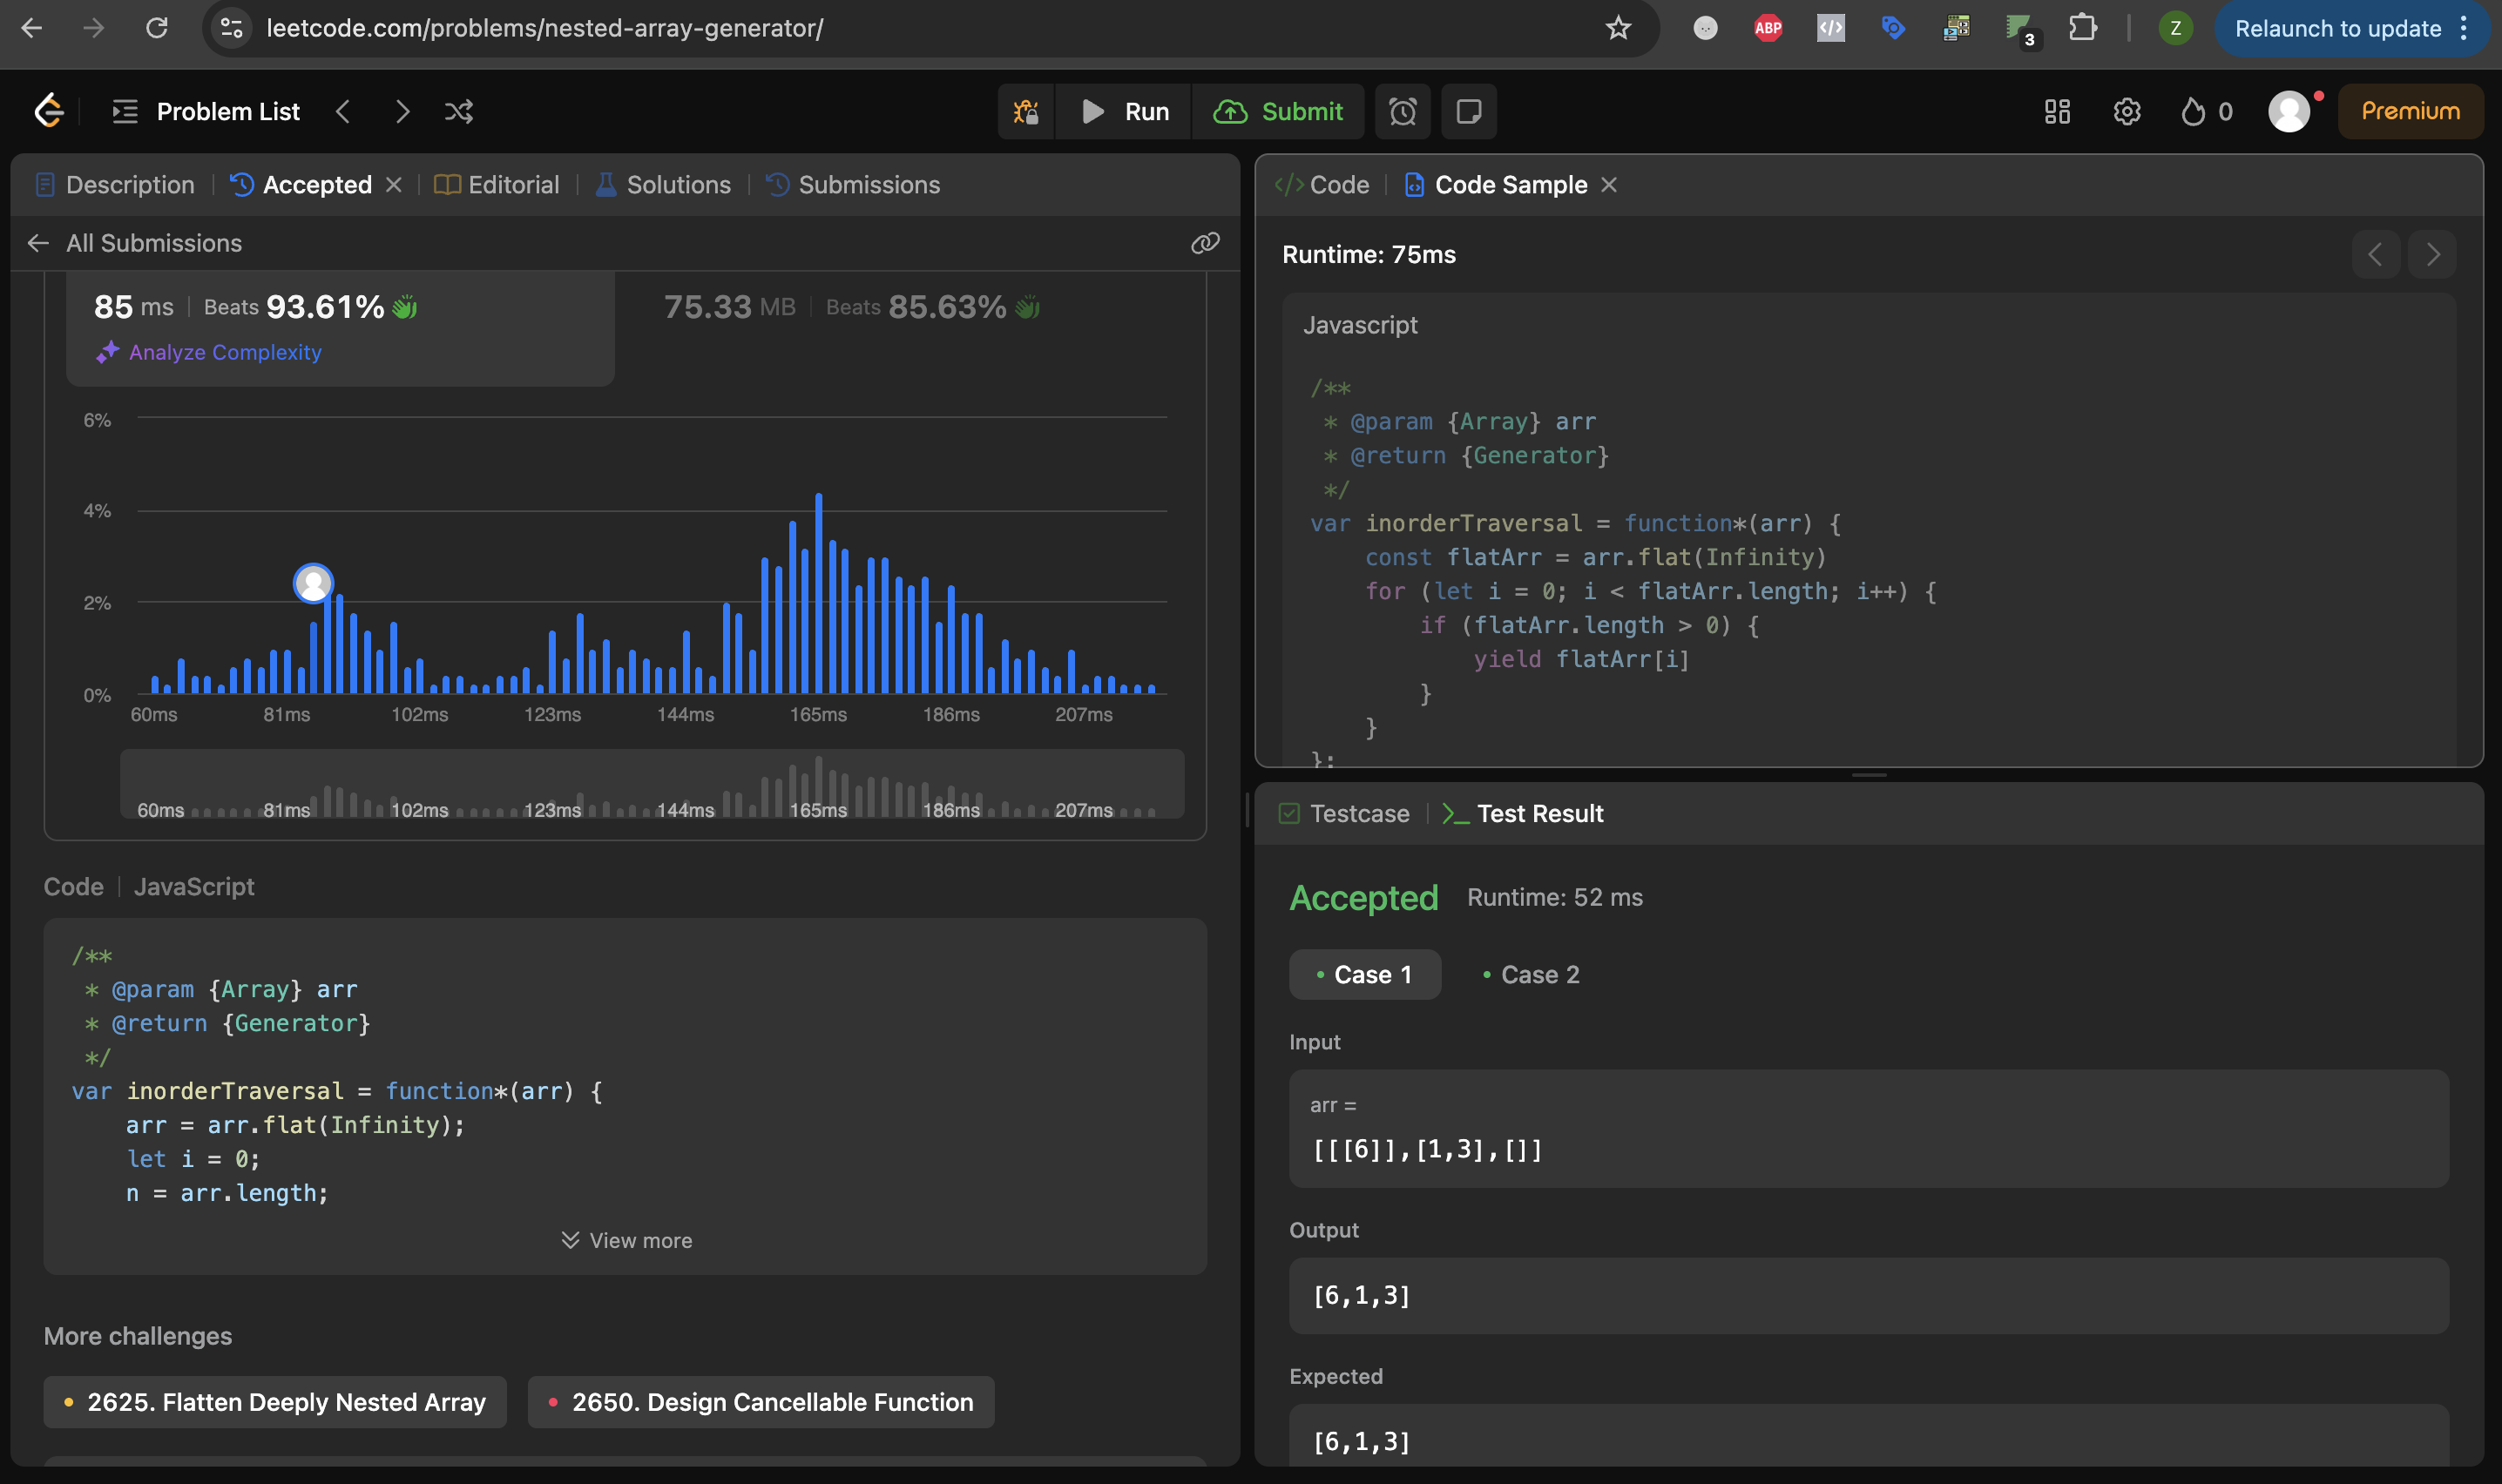 leetcode.com/problems/nested-array-generator/
ABP
3
Z
Relaunch to update
Problem List
Run
Submit
0
Premium
Description
Accepted
Editorial
Solutions
Submissions
All Submissions
85 ms | Beats 93.61%
75.33 MB | Beats 85.63%
Analyze Complexity
6%
4%
2%
0%
60ms 81ms 102ms 123ms 144ms 165ms 186ms 207ms
60ms 81ms 102ms 123ms 144ms 165ms 186ms 207ms
Code | JavaScript
/**
 * @param {Array} arr
 * @return {Generator}
 */
var inorderTraversal = function*(arr) {
    arr = arr.flat(Infinity);
    let i = 0;
    n = arr.length;
View more
More challenges
2625. Flatten Deeply Nested Array
2650. Design Cancellable Function
</> Code
Code Sample
Runtime: 75ms
Javascript
/**
 * @param {Array} arr
 * @return {Generator}
 */
var inorderTraversal = function*(arr) {
    const flatArr = arr.flat(Infinity)
    for (let i = 0; i < flatArr.length; i++) {
        if (flatArr.length > 0) {
            yield flatArr[i]
        }
    }
};
Testcase
Test Result
Accepted
Runtime: 52 ms
Case 1
Case 2
Input
arr =
[[[6]],[1,3],[]]
Output
[6,1,3]
Expected
[6,1,3]